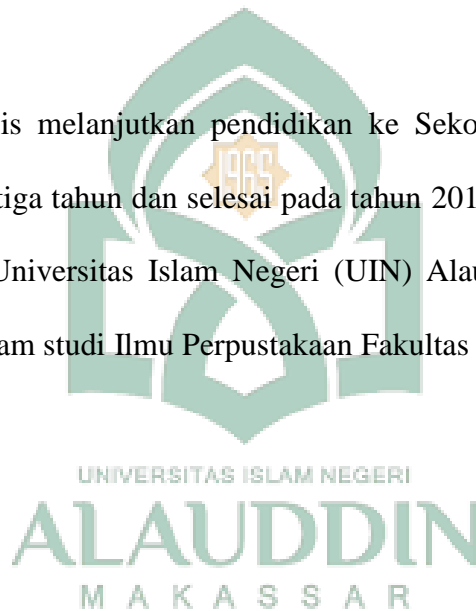 is melanjutkan pendidikan ke Seko
1965
tiga tahun dan selesai pada tahun 201
Universitas Islam Negeri (UIN) Alau
am studi Ilmu Perpustakaan Fakultas
UNIVERSITAS ISLAM NEGERI
ALAUDDIN
MAKASSAR